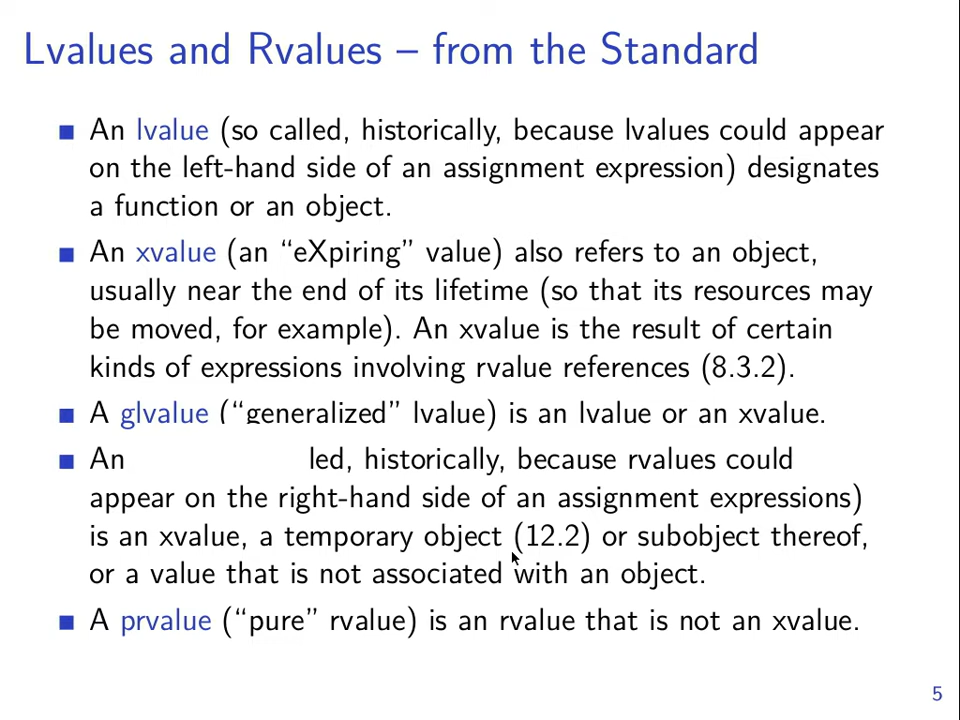 Lvalues and Rvalues – from the Standard
An lvalue (so called, historically, because lvalues could appear
on the left-hand side of an assignment expression) designates
a function or an object.
An xvalue (an “eXpiring” value) also refers to an object,
usually near the end of its lifetime (so that its resources may
be moved, for example). An xvalue is the result of certain
kinds of expressions involving rvalue references (8.3.2).
A glvalue (“generalized” lvalue) is an lvalue or an xvalue.
An led, historically, because rvalues could
appear on the right-hand side of an assignment expressions)
is an xvalue, a temporary object (12.2) or subobject thereof,
or a value that is not associated with an object.
A prvalue (“pure” rvalue) is an rvalue that is not an xvalue.
5